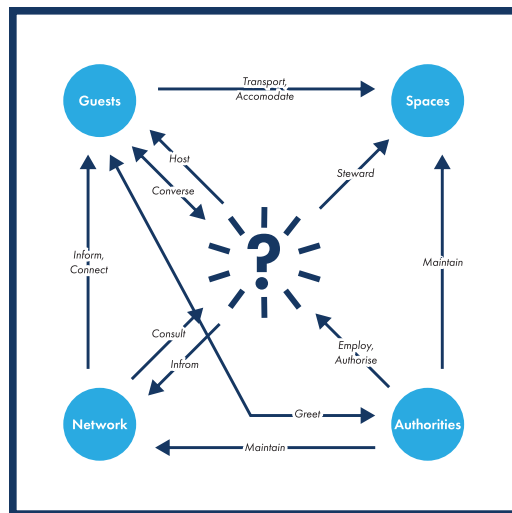 Transport,
Accomodate
Guests
Spaces
Host
Converse
Steward
?
Inform,
Connect
Maintain
Consult
Infrom
Employ,
Authorise
Greet
Network
Authorities
Maintain